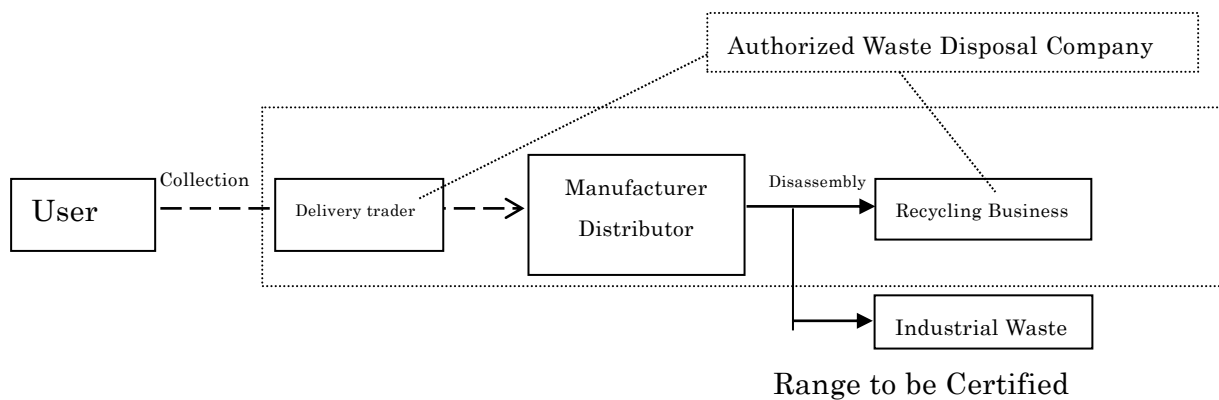 Authorized Waste Disposal Company
User
Collection
Delivery trader
Manufacturer
Distributor
Disassembly
Recycling Business
Industrial Waste
Range to be Certified